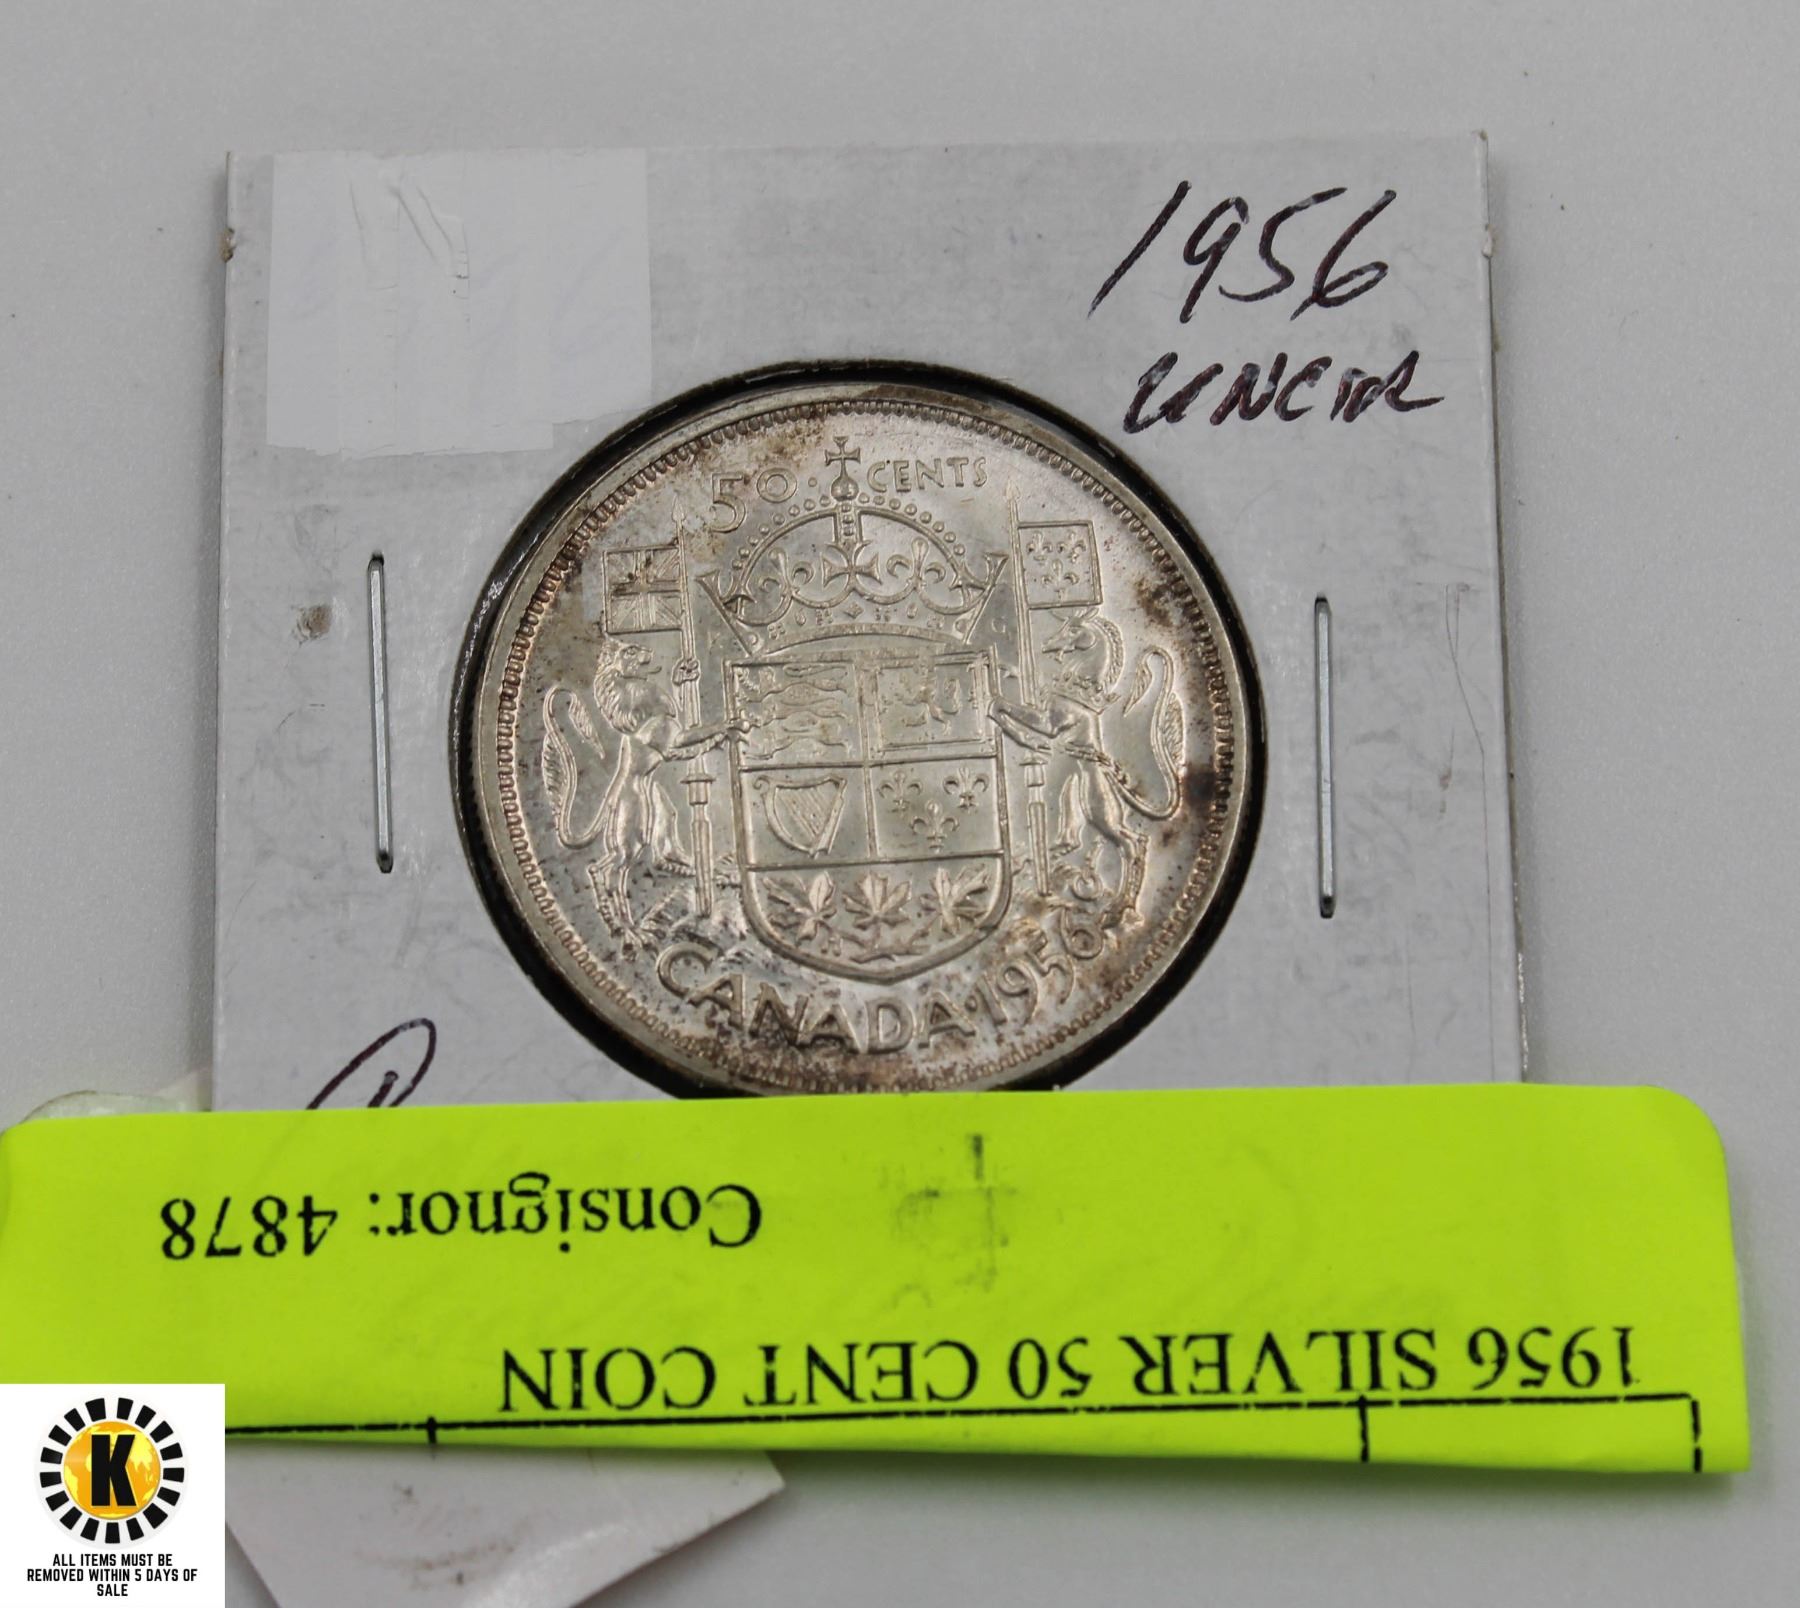 1956
UNCIR
50 CENTS
CANADA · 1956
Consignor: 4878
1956 SILVER 50 CENT COIN
K
ALL ITEMS MUST BE
REMOVED WITHIN 5 DAYS OF
SALE